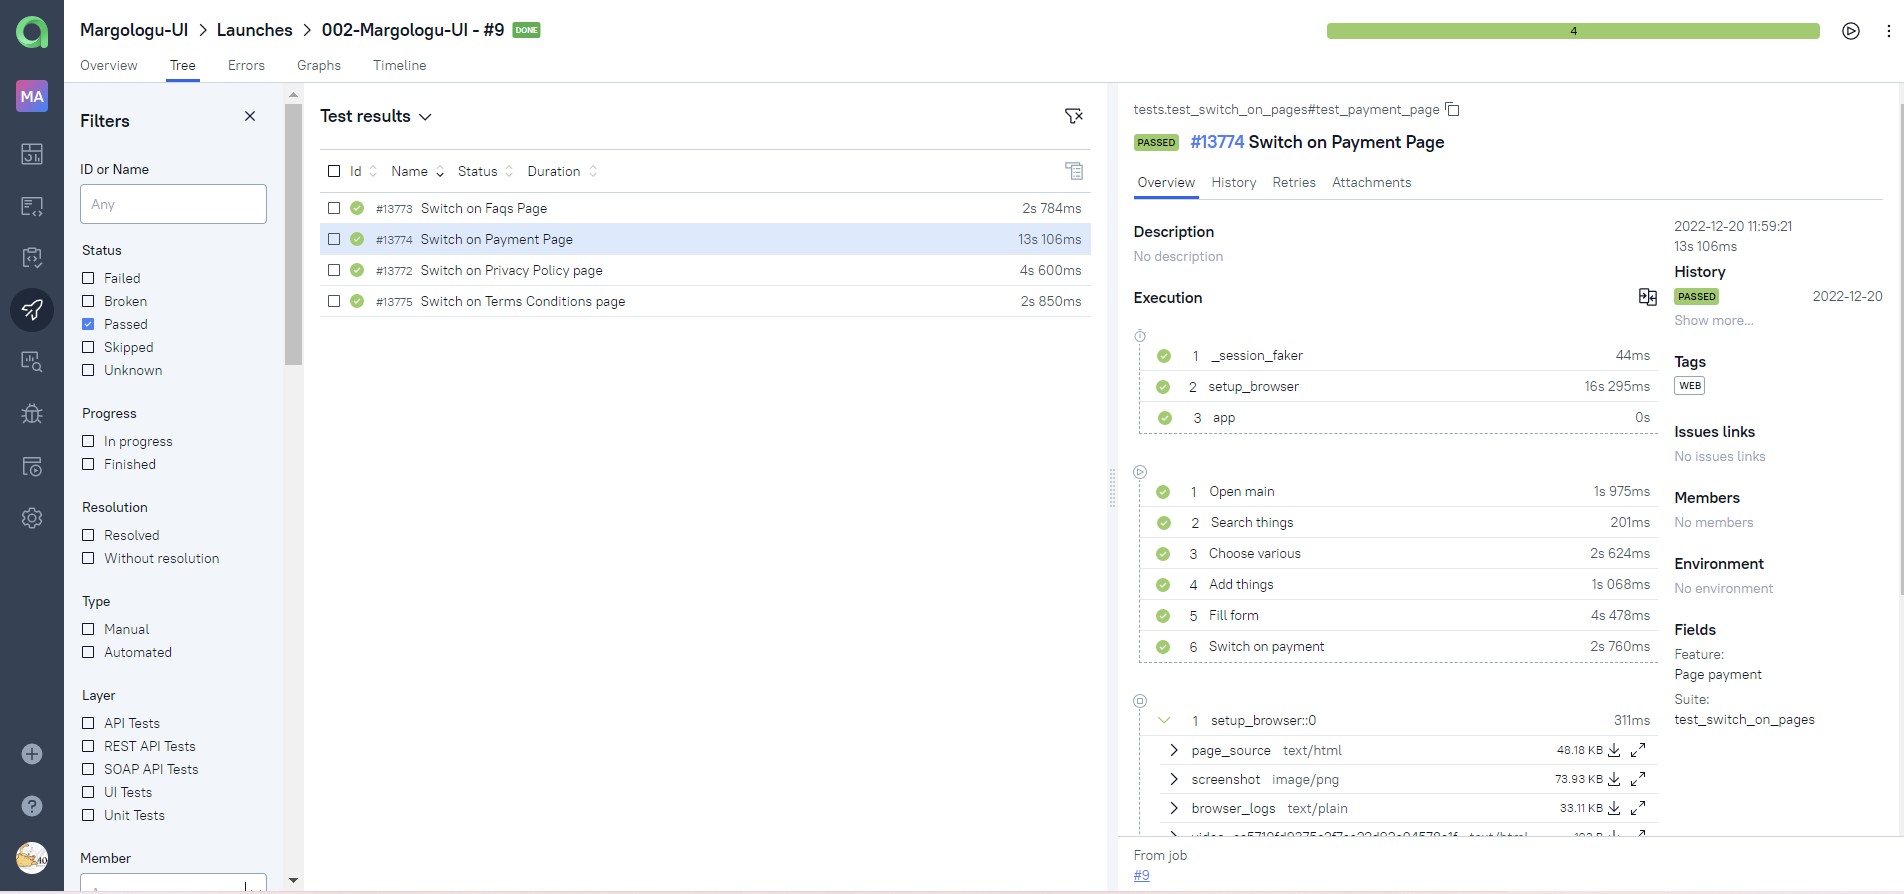 Margologu-UI > Launches > 002-Margologu-UI - #9 DONE
4
Overview Tree Errors Graphs Timeline
MA
Filters
ID or Name
Any
Status
Failed
Broken
Passed
Skipped
Unknown
Progress
In progress
Finished
Resolution
Resolved
Without resolution
Type
Manual
Automated
Layer
API Tests
REST API Tests
SOAP API Tests
UI Tests
Unit Tests
Member
Test results
Id Name Status Duration
#13773 Switch on Faqs Page 2s 784ms
#13774 Switch on Payment Page 13s 106ms
#13772 Switch on Privacy Policy page 4s 600ms
#13775 Switch on Terms Conditions page 2s 850ms
tests.test_switch_on_pages#test_payment_page
PASSED #13774 Switch on Payment Page
Overview History Retries Attachments
Description
No description
Execution
1 _session_faker 44ms
2 setup_browser 16s 295ms
3 app 0s
1 Open main 1s 975ms
2 Search things 201ms
3 Choose various 2s 624ms
4 Add things 1s 068ms
5 Fill form 4s 478ms
6 Switch on payment 2s 760ms
1 setup_browser::0 311ms
page_source text/html 48.18 KB
screenshot image/png 73.93 KB
browser_logs text/plain 33.11 KB
From job
#9
2022-12-20 11:59:21
13s 106ms
History
PASSED 2022-12-20
Show more...
Tags
WEB
Issues links
No issues links
Members
No members
Environment
No environment
Fields
Feature:
Page payment
Suite:
test_switch_on_pages